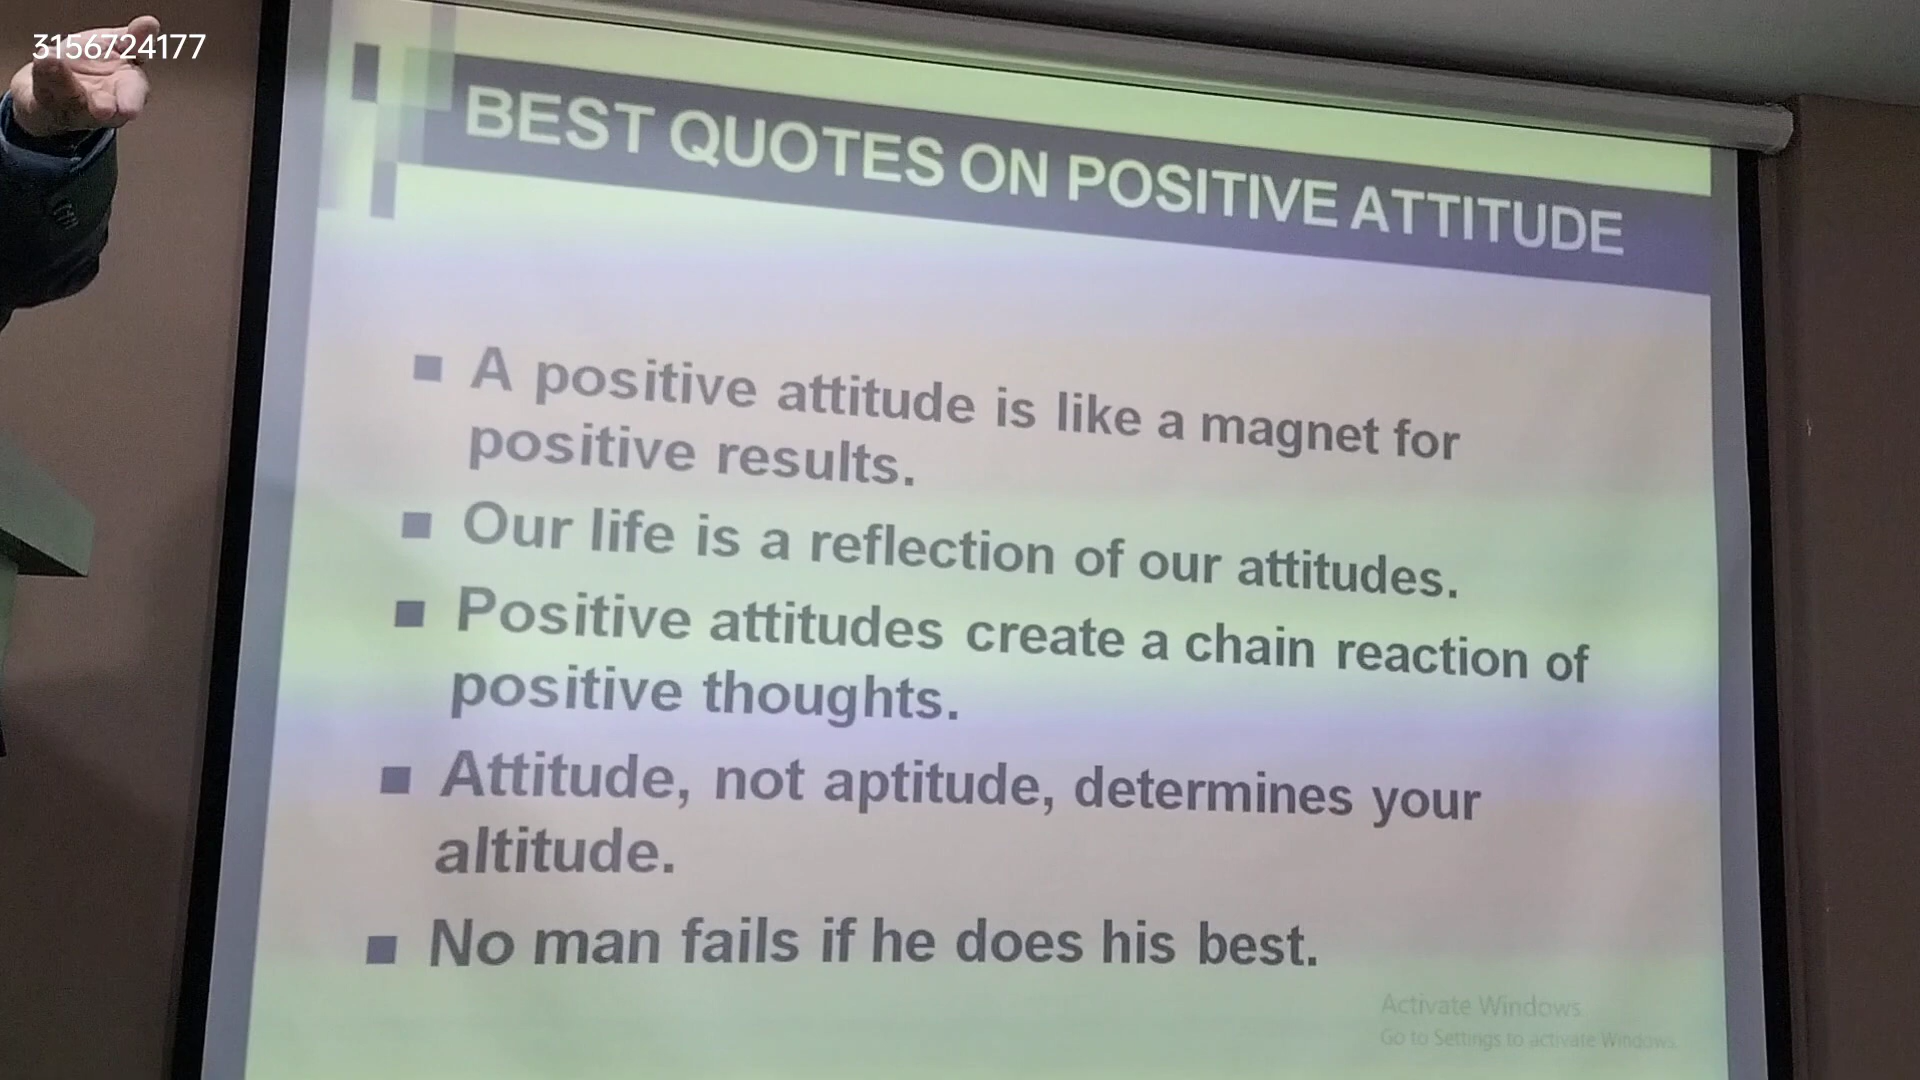 3156724177
BEST QUOTES ON POSITIVE ATTITUDE
■ A positive attitude is like a magnet for
positive results.
■ Our life is a reflection of our attitudes.
■ Positive attitudes create a chain reaction of
positive thoughts.
■ Attitude, not aptitude, determines your
altitude.
■ No man fails if he does his best.
Activate Windows
Go to Settings to activate Windows.